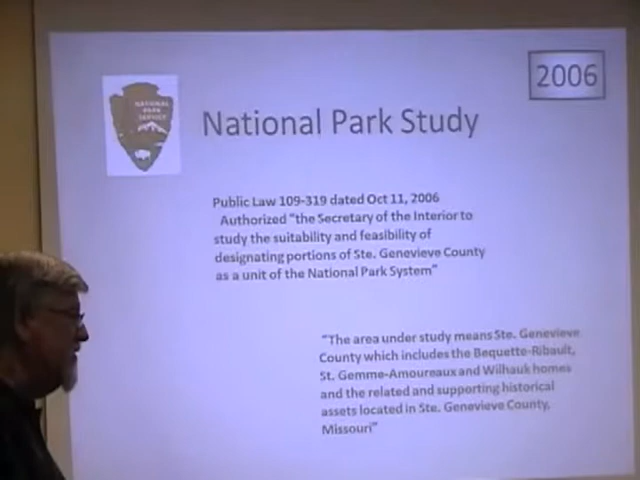 2006
NATIONAL
PARK
SERVICE
National Park Study
Public Law 109-319 dated Oct 11, 2006
Authorized "the Secretary of the Interior to
study the suitability and feasibility of
designating portions of Ste. Genevieve County
as a unit of the National Park System"
"The area under study means Ste. Genevieve
County which includes the Bequette-Ribault,
St. Gemme-Amoureaux and Wilhauk homes
and the related and supporting historical
assets located in Ste. Genevieve County,
Missouri"